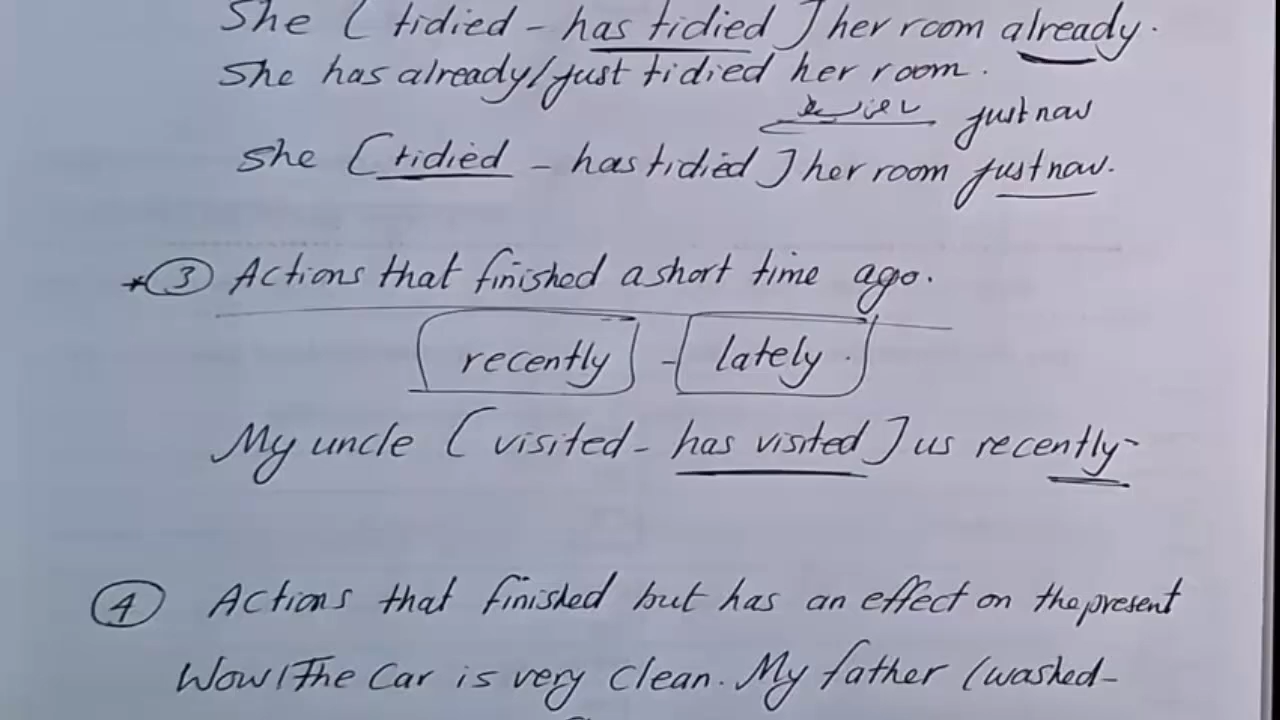 She ( tidied - has tidied ] her room already.
She has already/just tidied her room.
just now
She [ tidied - has tidied ] her room just now.
* 3 Actions that finished a short time ago.
recently - lately.
My uncle [ visited - has visited ] us recently -
4 Actions that finished but has an effect on the present
Wow! The Car is very clean. My father (washed-